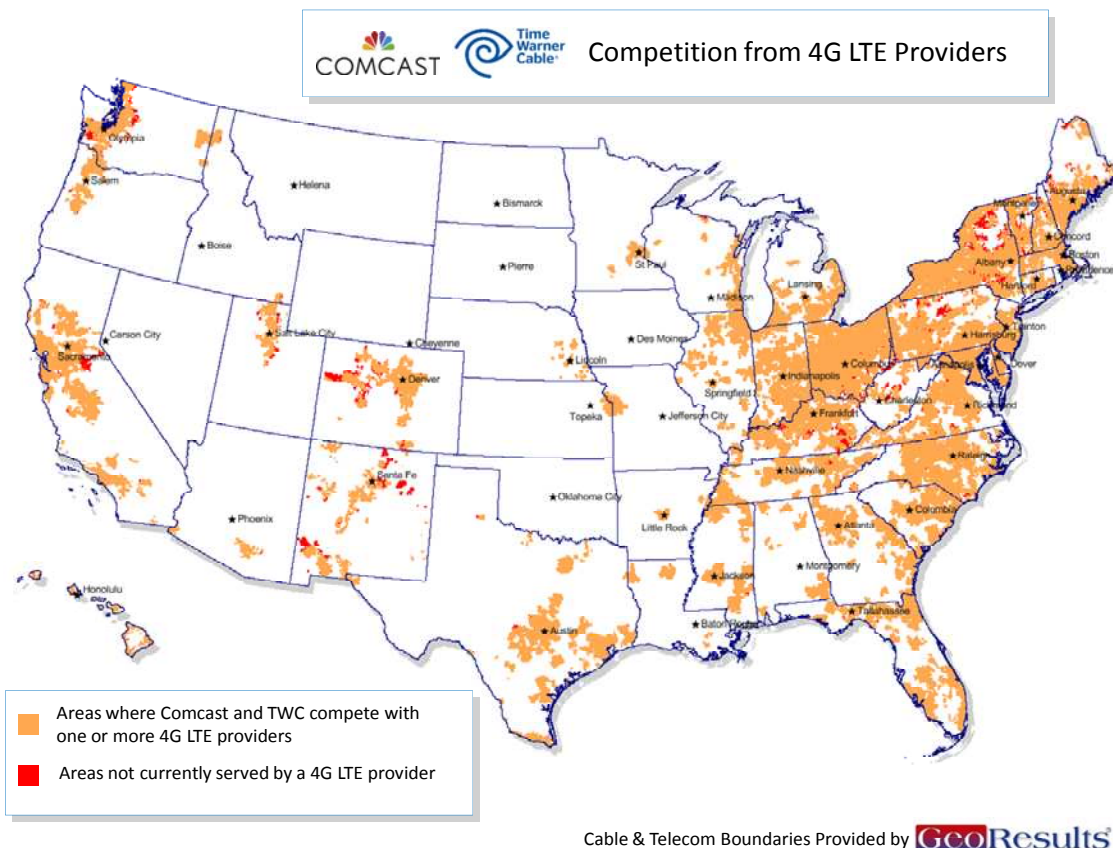 COMCAST
Time
Warner
Cable
Competition from 4G LTE Providers
Olympia
Salem
Helena
Bismarck
Boise
Pierre
St Paul
Augusta
Montpelier
Concord
Albany
Boston
Providence
Hartford
Lansing
Madison
Carson City
Sacramento
Salt Lake City
Cheyenne
Des Moines
Lincoln
Trenton
Harrisburg
Columbus
Annapolis
Dover
Denver
Indianapolis
Springfield
Topeka
Jefferson City
Frankfort
Charleston
Richmond
Raleigh
Nashville
Santa Fe
Oklahoma City
Little Rock
Phoenix
Columbia
Atlanta
Montgomery
Jackson
Honolulu
Tallahassee
Baton Rouge
Austin
Areas where Comcast and TWC compete with
one or more 4G LTE providers
Areas not currently served by a 4G LTE provider
Cable & Telecom Boundaries Provided by GeoResults